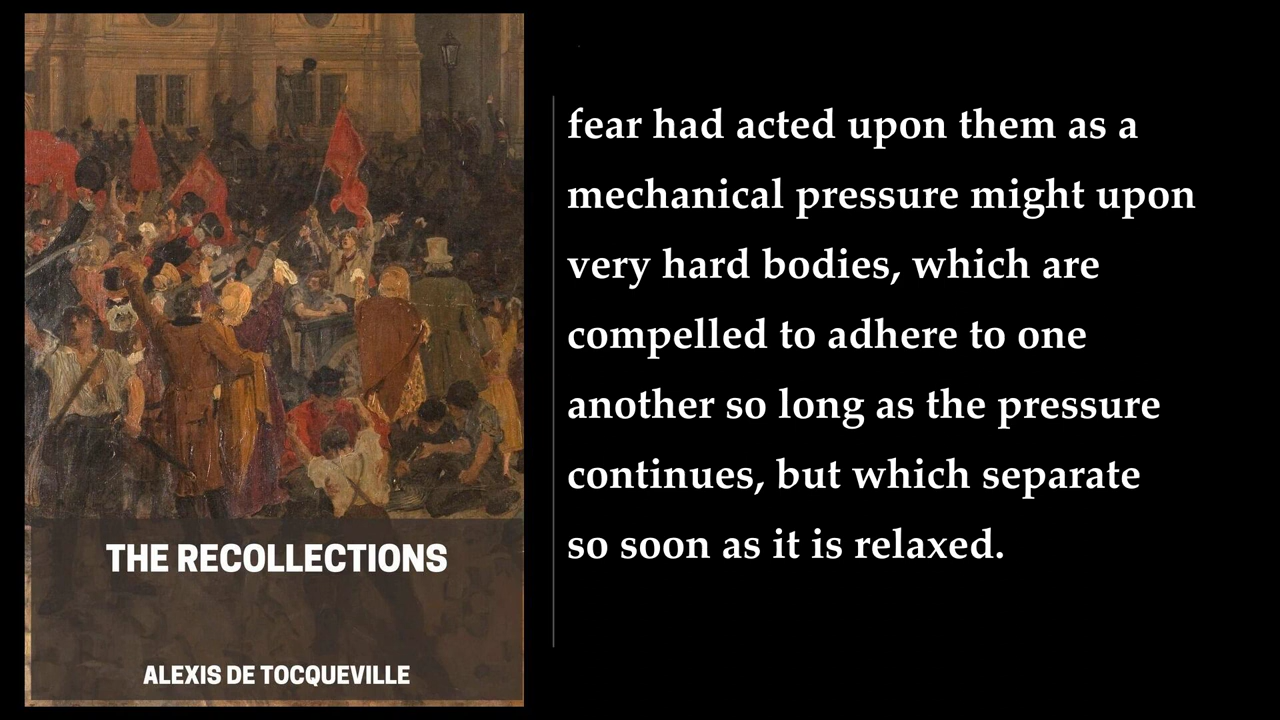 THE RECOLLECTIONS
ALEXIS DE TOCQUEVILLE
fear had acted upon them as a
mechanical pressure might upon
very hard bodies, which are
compelled to adhere to one
another so long as the pressure
continues, but which separate
so soon as it is relaxed.